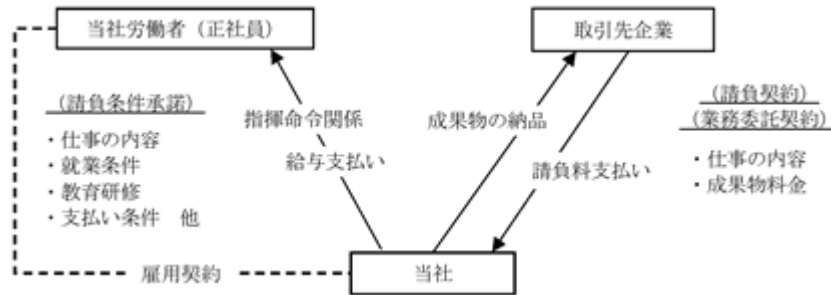 当社労働者（正社員）
取引先企業
（請負条件承諾）
・仕事の内容
・就業条件
・教育研修
・支払い条件　他
指揮命令関係
給与支払い
成果物の納品
請負料支払い
（請負契約）
（業務委託契約）
・仕事の内容
・成果物料金
雇用契約
当社